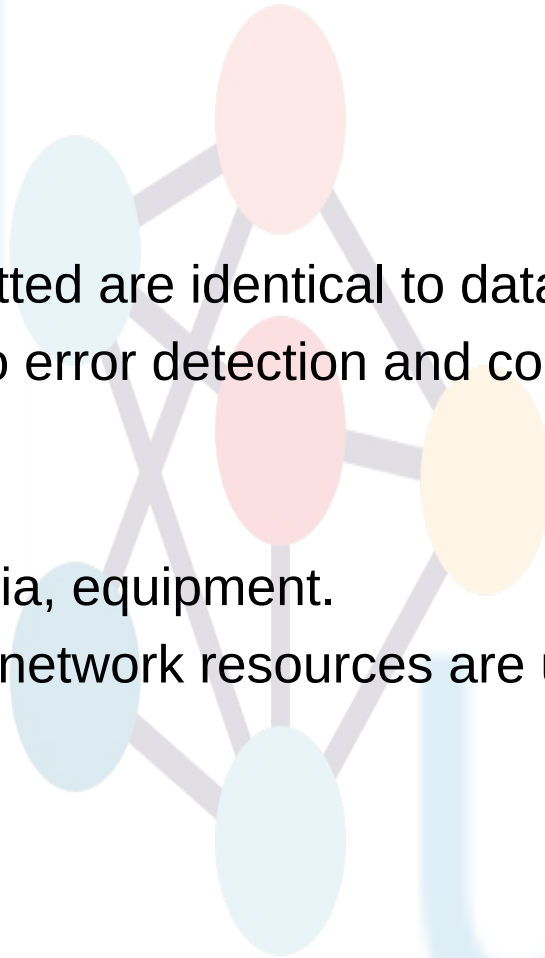 tted are identical to data
error detection and co
ia, equipment.
network resources are